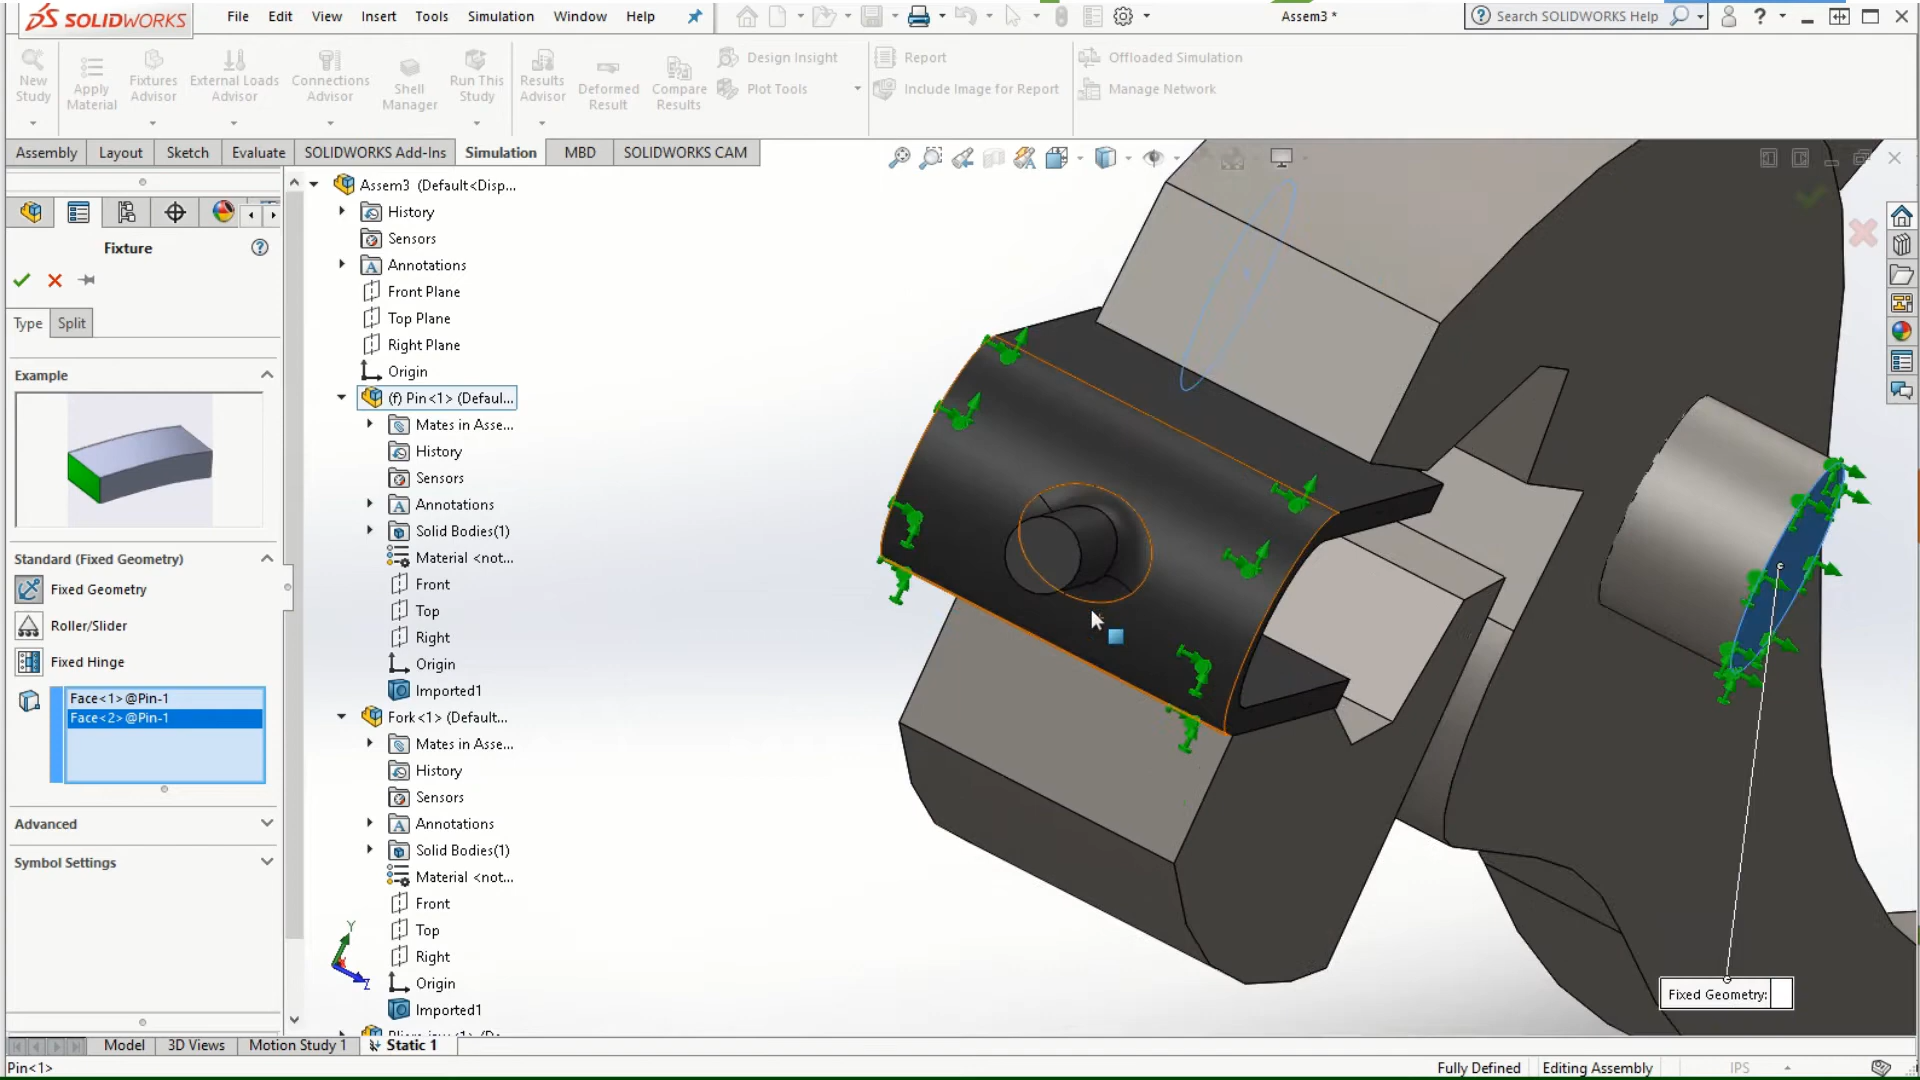 SOLIDWORKS
File Edit View Insert Tools Simulation Window Help
Assem3 *
Search SOLIDWORKS Help
New Study
Apply Material
Fixtures Advisor
External Loads Advisor
Connections Advisor
Shell Manager
Run This Study
Results Advisor
Deformed Result
Compare Results
Design Insight
Plot Tools
Report
Include Image for Report
Offloaded Simulation
Manage Network
Assembly Layout Sketch Evaluate SOLIDWORKS Add-Ins Simulation MBD SOLIDWORKS CAM
Fixture
Type Split
Example
Standard (Fixed Geometry)
Fixed Geometry
Roller/Slider
Fixed Hinge
Face<1>@Pin-1
Face<2>@Pin-1
Advanced
Symbol Settings
Assem3 (Default<Disp...
History
Sensors
Annotations
Front Plane
Top Plane
Right Plane
Origin
(f) Pin<1> (Defaul...
Mates in Asse...
History
Sensors
Annotations
Solid Bodies(1)
Material <not...
Front
Top
Right
Origin
Imported1
Fork<1> (Default...
Mates in Asse...
History
Sensors
Annotations
Solid Bodies(1)
Material <not...
Front
Top
Right
Origin
Imported1
Y
Z
Fixed Geometry:
Model 3D Views Motion Study 1 Static 1
Pin<1>
Fully Defined Editing Assembly IPS